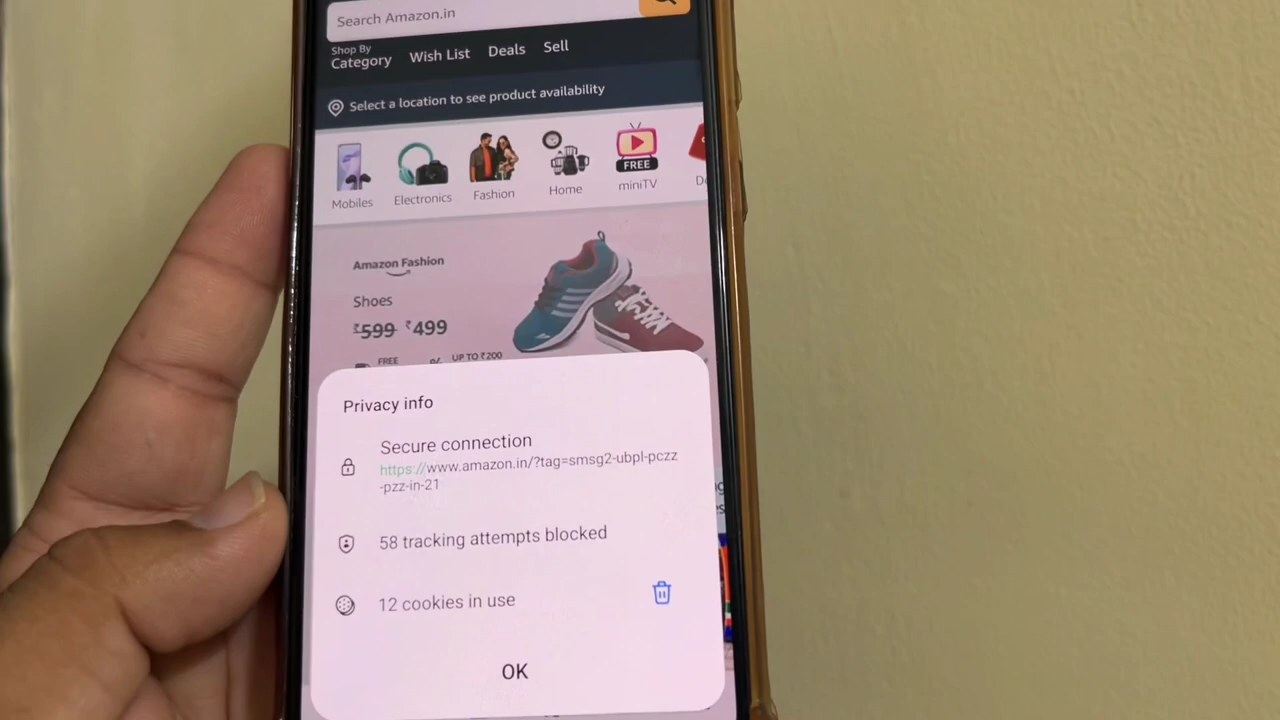 Search Amazon.in
Shop By
Category
Wish List
Deals
Sell
Select a location to see product availability
FREE
Mobiles
Electronics
Fashion
Home
miniTV
Amazon Fashion
Shoes
₹599 ₹499
FREE
%
UP TO ₹200
Privacy info
Secure connection
https://www.amazon.in/?tag=smsg2-ubpl-pczz
-pzz-in-21
58 tracking attempts blocked
12 cookies in use
OK